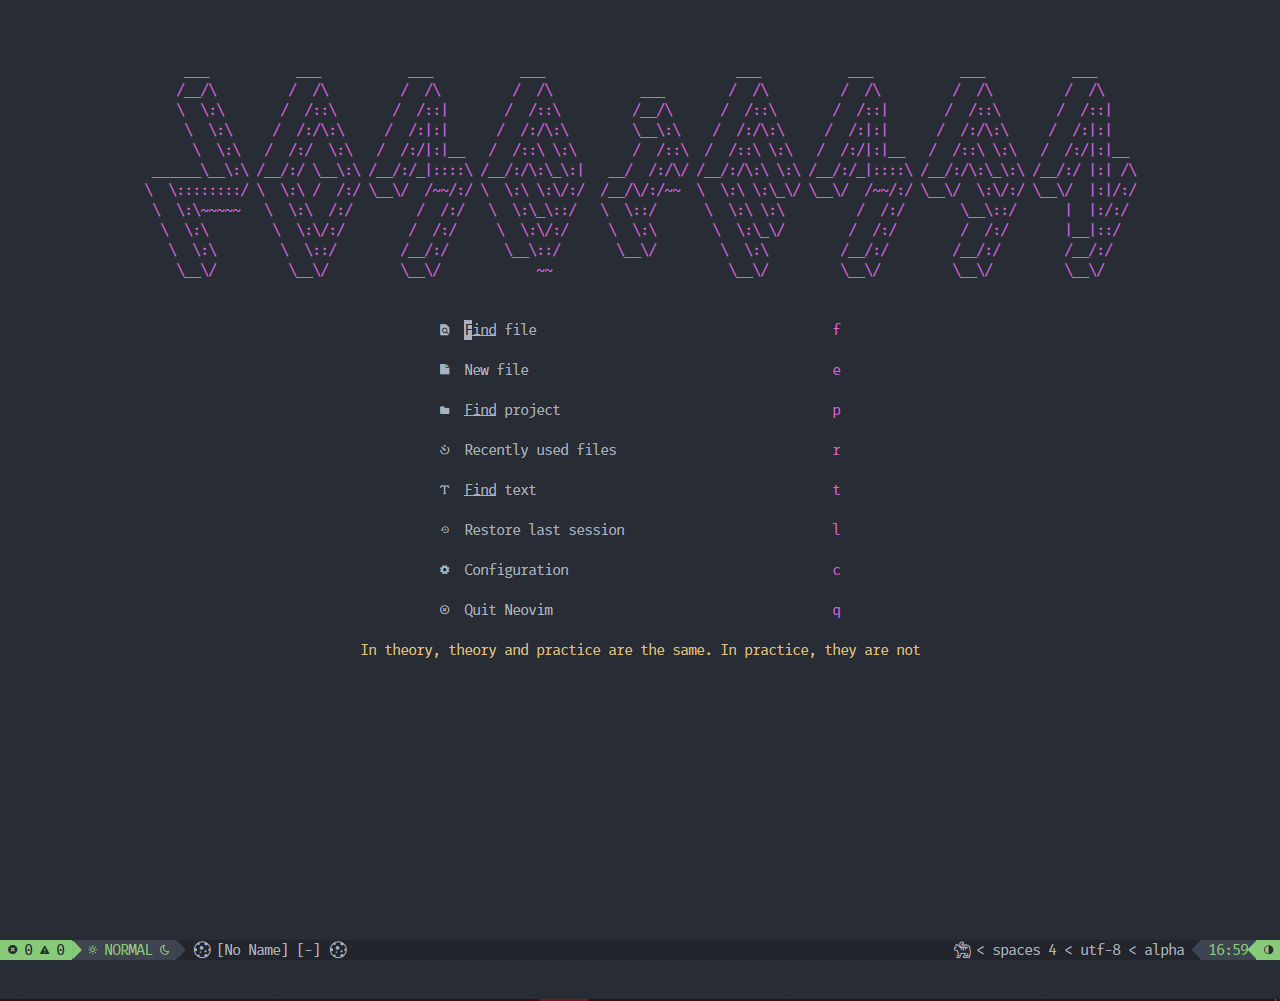 Find file f
New file e
Find project p
Recently used files r
Find text t
Restore last session l
Configuration c
Quit Neovim q
In theory, theory and practice are the same. In practice, they are not
0 0 NORMAL [No Name] [-] < spaces 4 < utf-8 < alpha 16:59